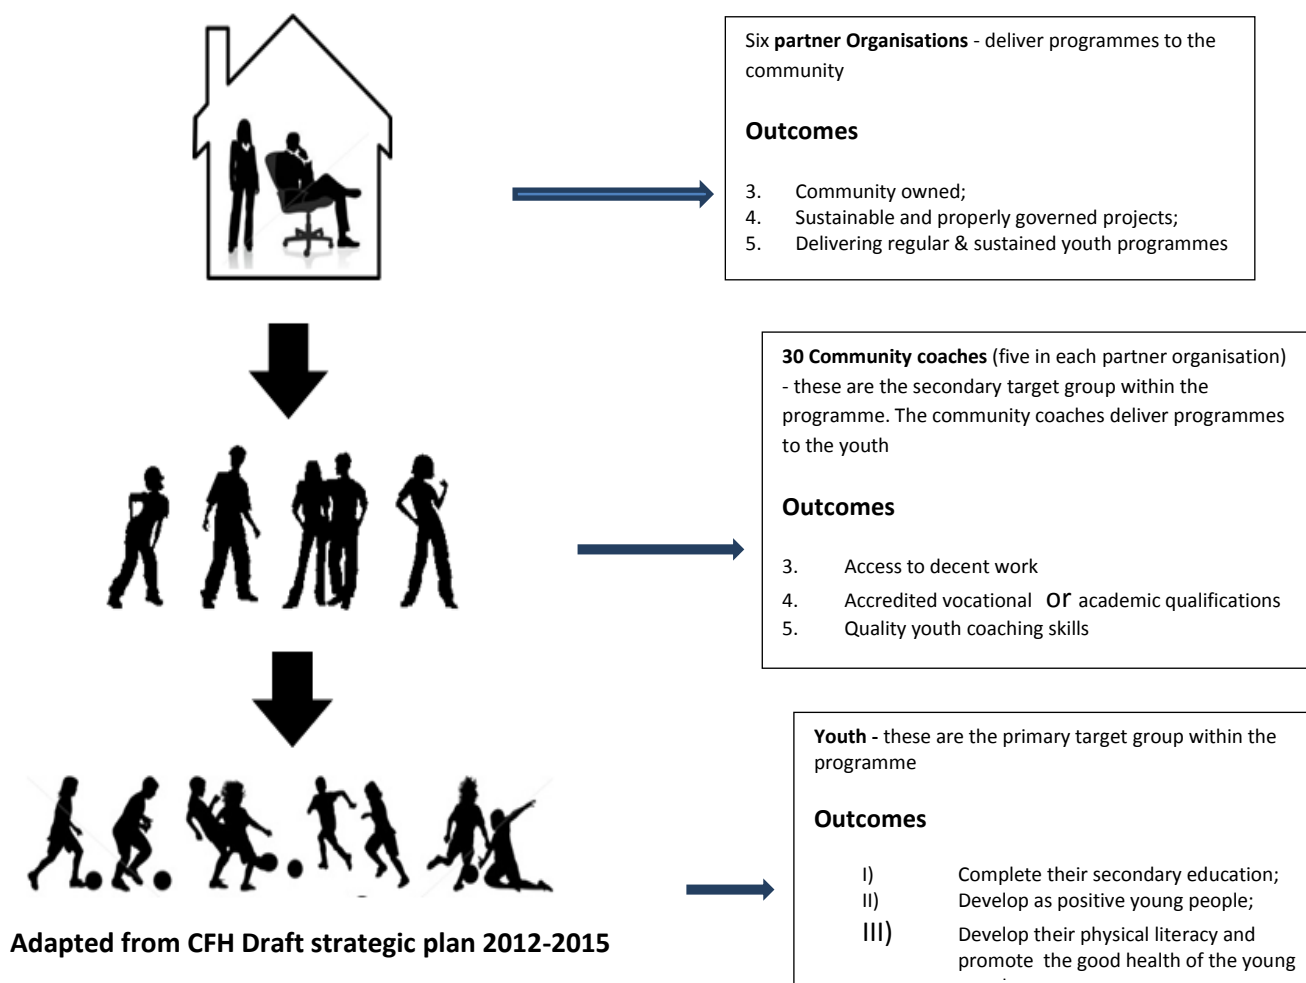 Six partner Organisations - deliver programmes to the
community
Outcomes
3. Community owned;
4. Sustainable and properly governed projects;
5. Delivering regular & sustained youth programmes
30 Community coaches (five in each partner organisation)
- these are the secondary target group within the
programme. The community coaches deliver programmes
to the youth
Outcomes
3. Access to decent work
4. Accredited vocational or academic qualifications
5. Quality youth coaching skills
Youth - these are the primary target group within the
programme
Outcomes
I) Complete their secondary education;
II) Develop as positive young people;
III) Develop their physical literacy and
promote the good health of the young
Adapted from CFH Draft strategic plan 2012-2015